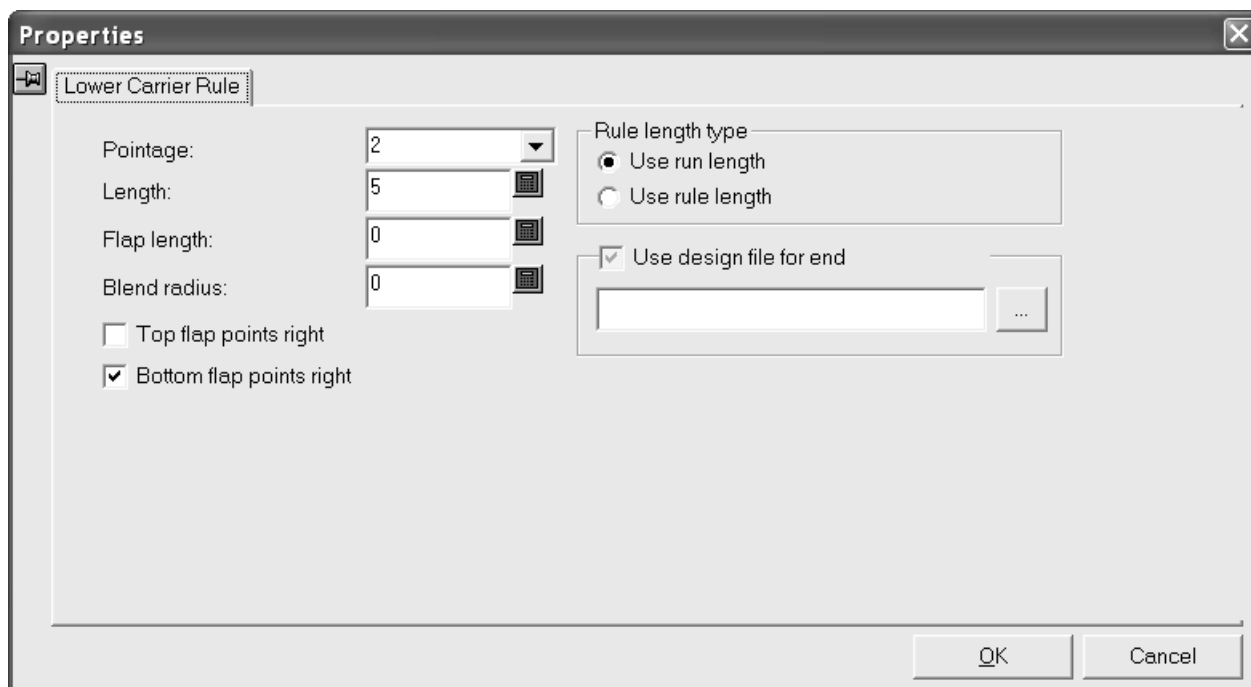 Properties
Lower Carrier Rule
Pointage: 2
Length: 5
Flap length: 0
Blend radius: 0
Top flap points right
Bottom flap points right
Rule length type
Use run length
Use rule length
Use design file for end
...
OK
Cancel